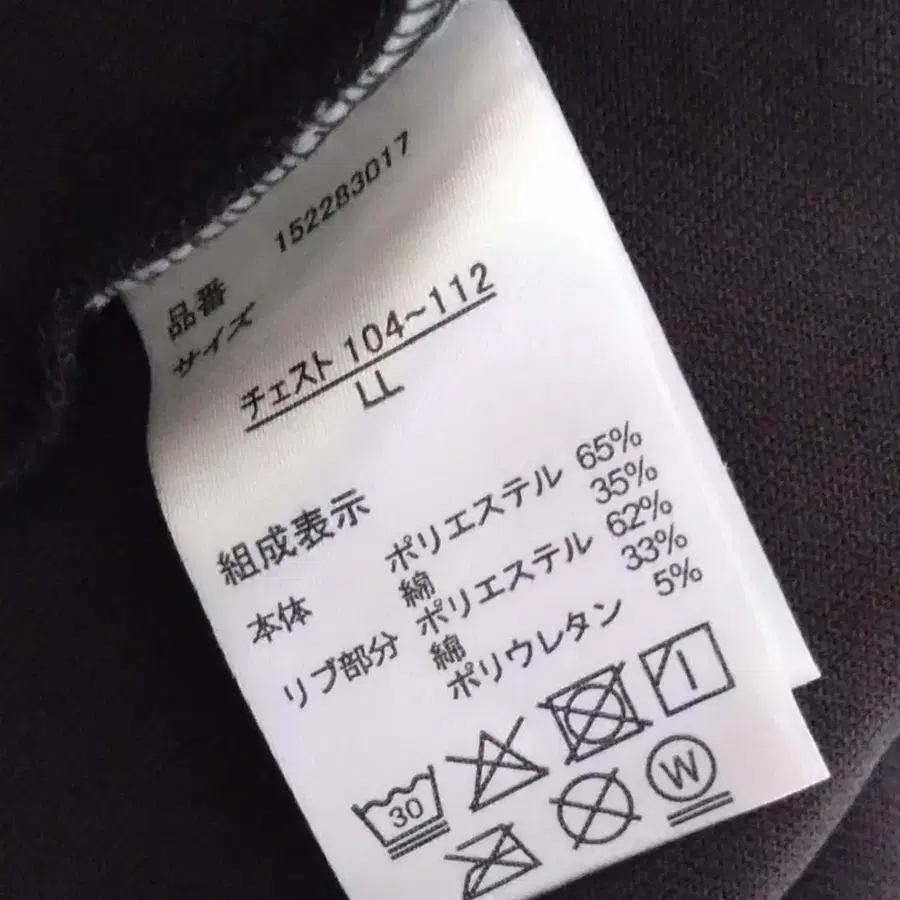 品番 152283017
サイズ
チェスト 104~112
LL
組成表示
本体 ポリエステル 65%
綿 35%
リブ部分 ポリエステル 62%
綿 33%
ポリウレタン 5%
30
W